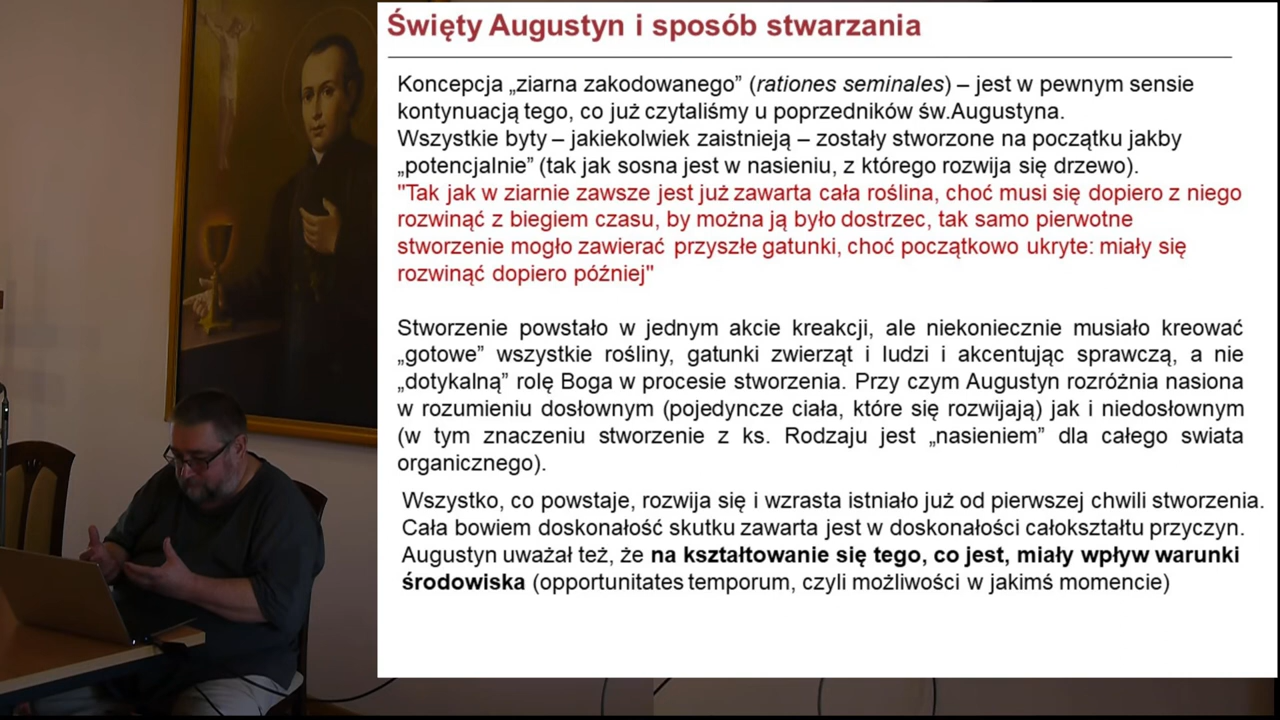 Święty Augustyn i sposób stwarzania
Koncepcja „ziarna zakodowanego” (rationes seminales) – jest w pewnym sensie
kontynuacją tego, co już czytaliśmy u poprzedników św.Augustyna.
Wszystkie byty – jakiekolwiek zaistnieją – zostały stworzone na początku jakby
„potencjalnie” (tak jak sosna jest w nasieniu, z którego rozwija się drzewo).
"Tak jak w ziarnie zawsze jest już zawarta cała roślina, choć musi się dopiero z niego
rozwinąć z biegiem czasu, by można ją było dostrzec, tak samo pierwotne
stworzenie mogło zawierać przyszłe gatunki, choć początkowo ukryte: miały się
rozwinąć dopiero później"
Stworzenie powstało w jednym akcie kreakcji, ale niekoniecznie musiało kreować
„gotowe” wszystkie rośliny, gatunki zwierząt i ludzi i akcentując sprawczą, a nie
„dotykalną” rolę Boga w procesie stworzenia. Przy czym Augustyn rozróżnia nasiona
w rozumieniu dosłownym (pojedyncze ciała, które się rozwijają) jak i niedosłownym
(w tym znaczeniu stworzenie z ks. Rodzaju jest „nasieniem” dla całego swiata
organicznego).
Wszystko, co powstaje, rozwija się i wzrasta istniało już od pierwszej chwili stworzenia.
Cała bowiem doskonałość skutku zawarta jest w doskonałości całokształtu przyczyn.
Augustyn uważał też, że na kształtowanie się tego, co jest, miały wpływ warunki
środowiska (opportunitates temporum, czyli możliwości w jakimś momencie)